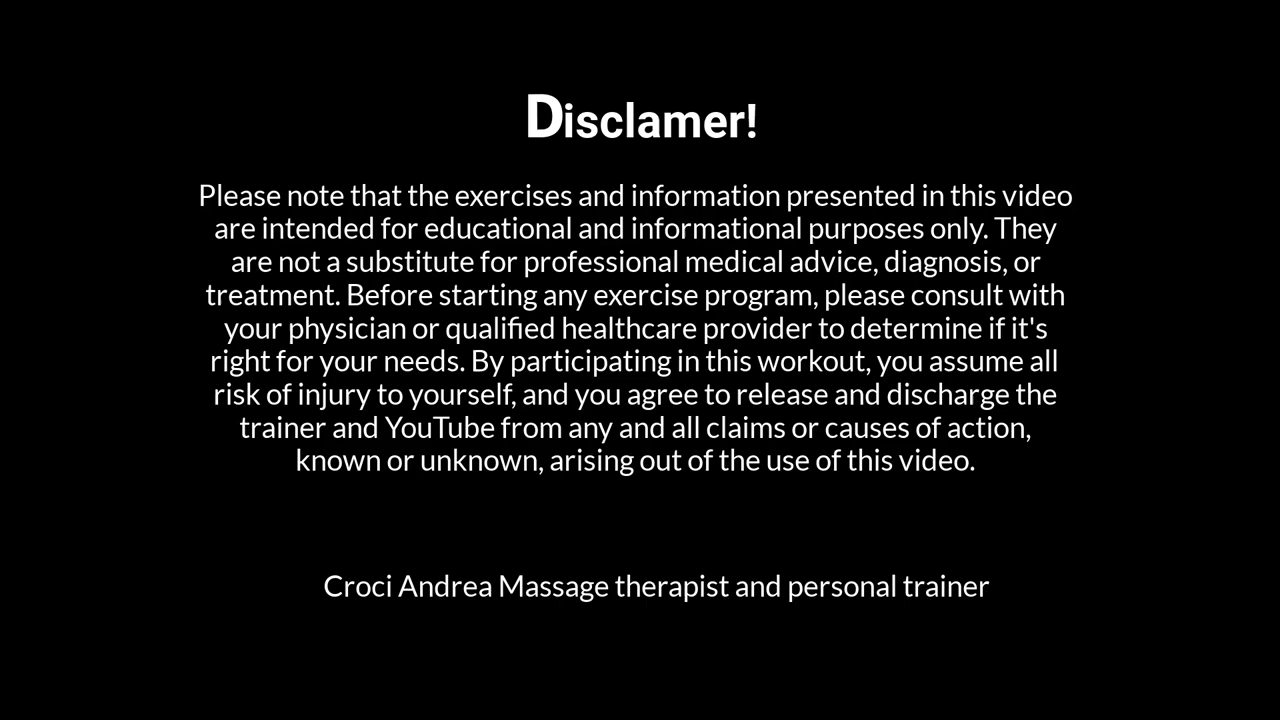 Disclamer!
Please note that the exercises and information presented in this video
are intended for educational and informational purposes only. They
are not a substitute for professional medical advice, diagnosis, or
treatment. Before starting any exercise program, please consult with
your physician or qualified healthcare provider to determine if it's
right for your needs. By participating in this workout, you assume all
risk of injury to yourself, and you agree to release and discharge the
trainer and YouTube from any and all claims or causes of action,
known or unknown, arising out of the use of this video.
Croci Andrea Massage therapist and personal trainer